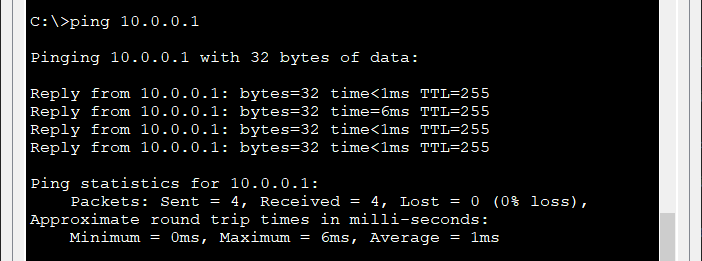 C:\>ping 10.0.0.1
Pinging 10.0.0.1 with 32 bytes of data:
Reply from 10.0.0.1: bytes=32 time<1ms TTL=255
Reply from 10.0.0.1: bytes=32 time=6ms TTL=255
Reply from 10.0.0.1: bytes=32 time<1ms TTL=255
Reply from 10.0.0.1: bytes=32 time<1ms TTL=255
Ping statistics for 10.0.0.1:
    Packets: Sent = 4, Received = 4, Lost = 0 (0% loss),
Approximate round trip times in milli-seconds:
    Minimum = 0ms, Maximum = 6ms, Average = 1ms